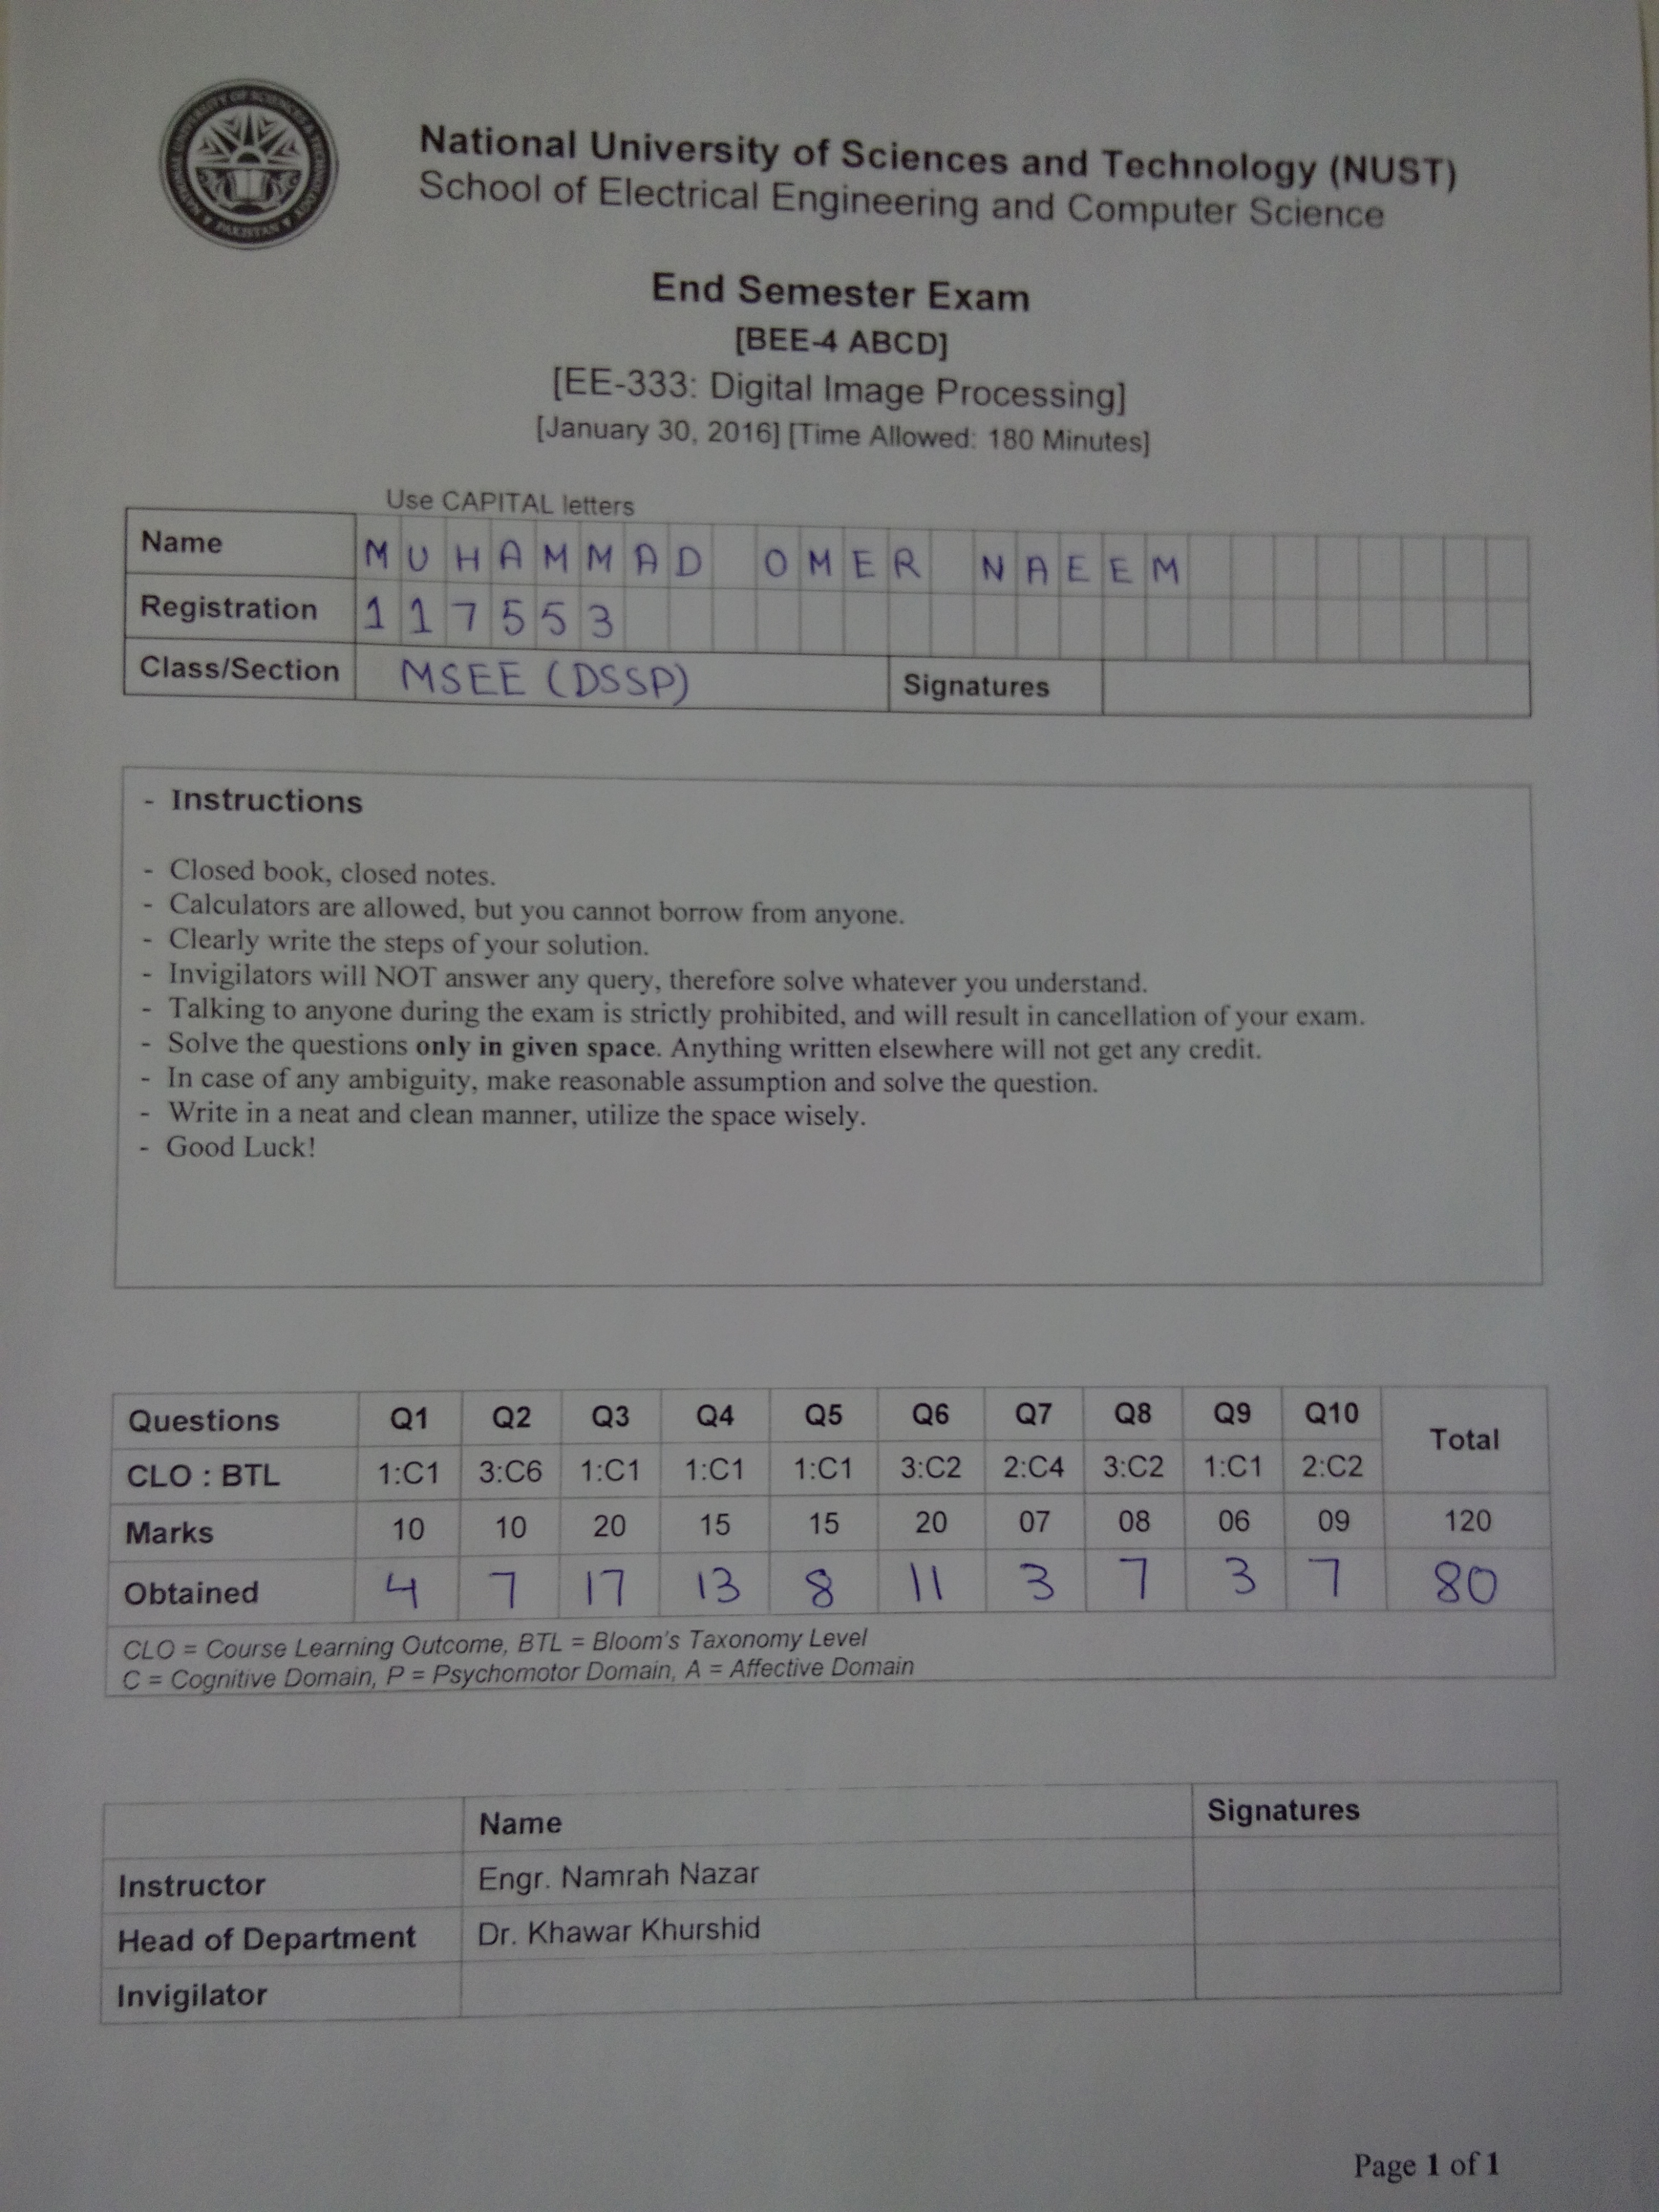 NATIONAL UNIVERSITY OF SCIENCES & TECHNOLOGY
PAKISTAN
National University of Sciences and Technology (NUST)
School of Electrical Engineering and Computer Science
End Semester Exam
[BEE-4 ABCD]
[EE-333: Digital Image Processing]
[January 30, 2016] [Time Allowed: 180 Minutes]
Use CAPITAL letters
Name MUHAMMAD OMER NAEEM
Registration 117553
Class/Section MSEE (DSSP) Signatures
- Instructions
- Closed book, closed notes.
- Calculators are allowed, but you cannot borrow from anyone.
- Clearly write the steps of your solution.
- Invigilators will NOT answer any query, therefore solve whatever you understand.
- Talking to anyone during the exam is strictly prohibited, and will result in cancellation of your exam.
- Solve the questions only in given space. Anything written elsewhere will not get any credit.
- In case of any ambiguity, make reasonable assumption and solve the question.
- Write in a neat and clean manner, utilize the space wisely.
- Good Luck!
Questions Q1 Q2 Q3 Q4 Q5 Q6 Q7 Q8 Q9 Q10 Total
CLO : BTL 1:C1 3:C6 1:C1 1:C1 1:C1 3:C2 2:C4 3:C2 1:C1 2:C2
Marks 10 10 20 15 15 20 07 08 06 09 120
Obtained 4 7 17 13 8 11 3 7 3 7 80
CLO = Course Learning Outcome, BTL = Bloom's Taxonomy Level
C = Cognitive Domain, P = Psychomotor Domain, A = Affective Domain
Name Signatures
Instructor Engr. Namrah Nazar
Head of Department Dr. Khawar Khurshid
Invigilator
Page 1 of 1